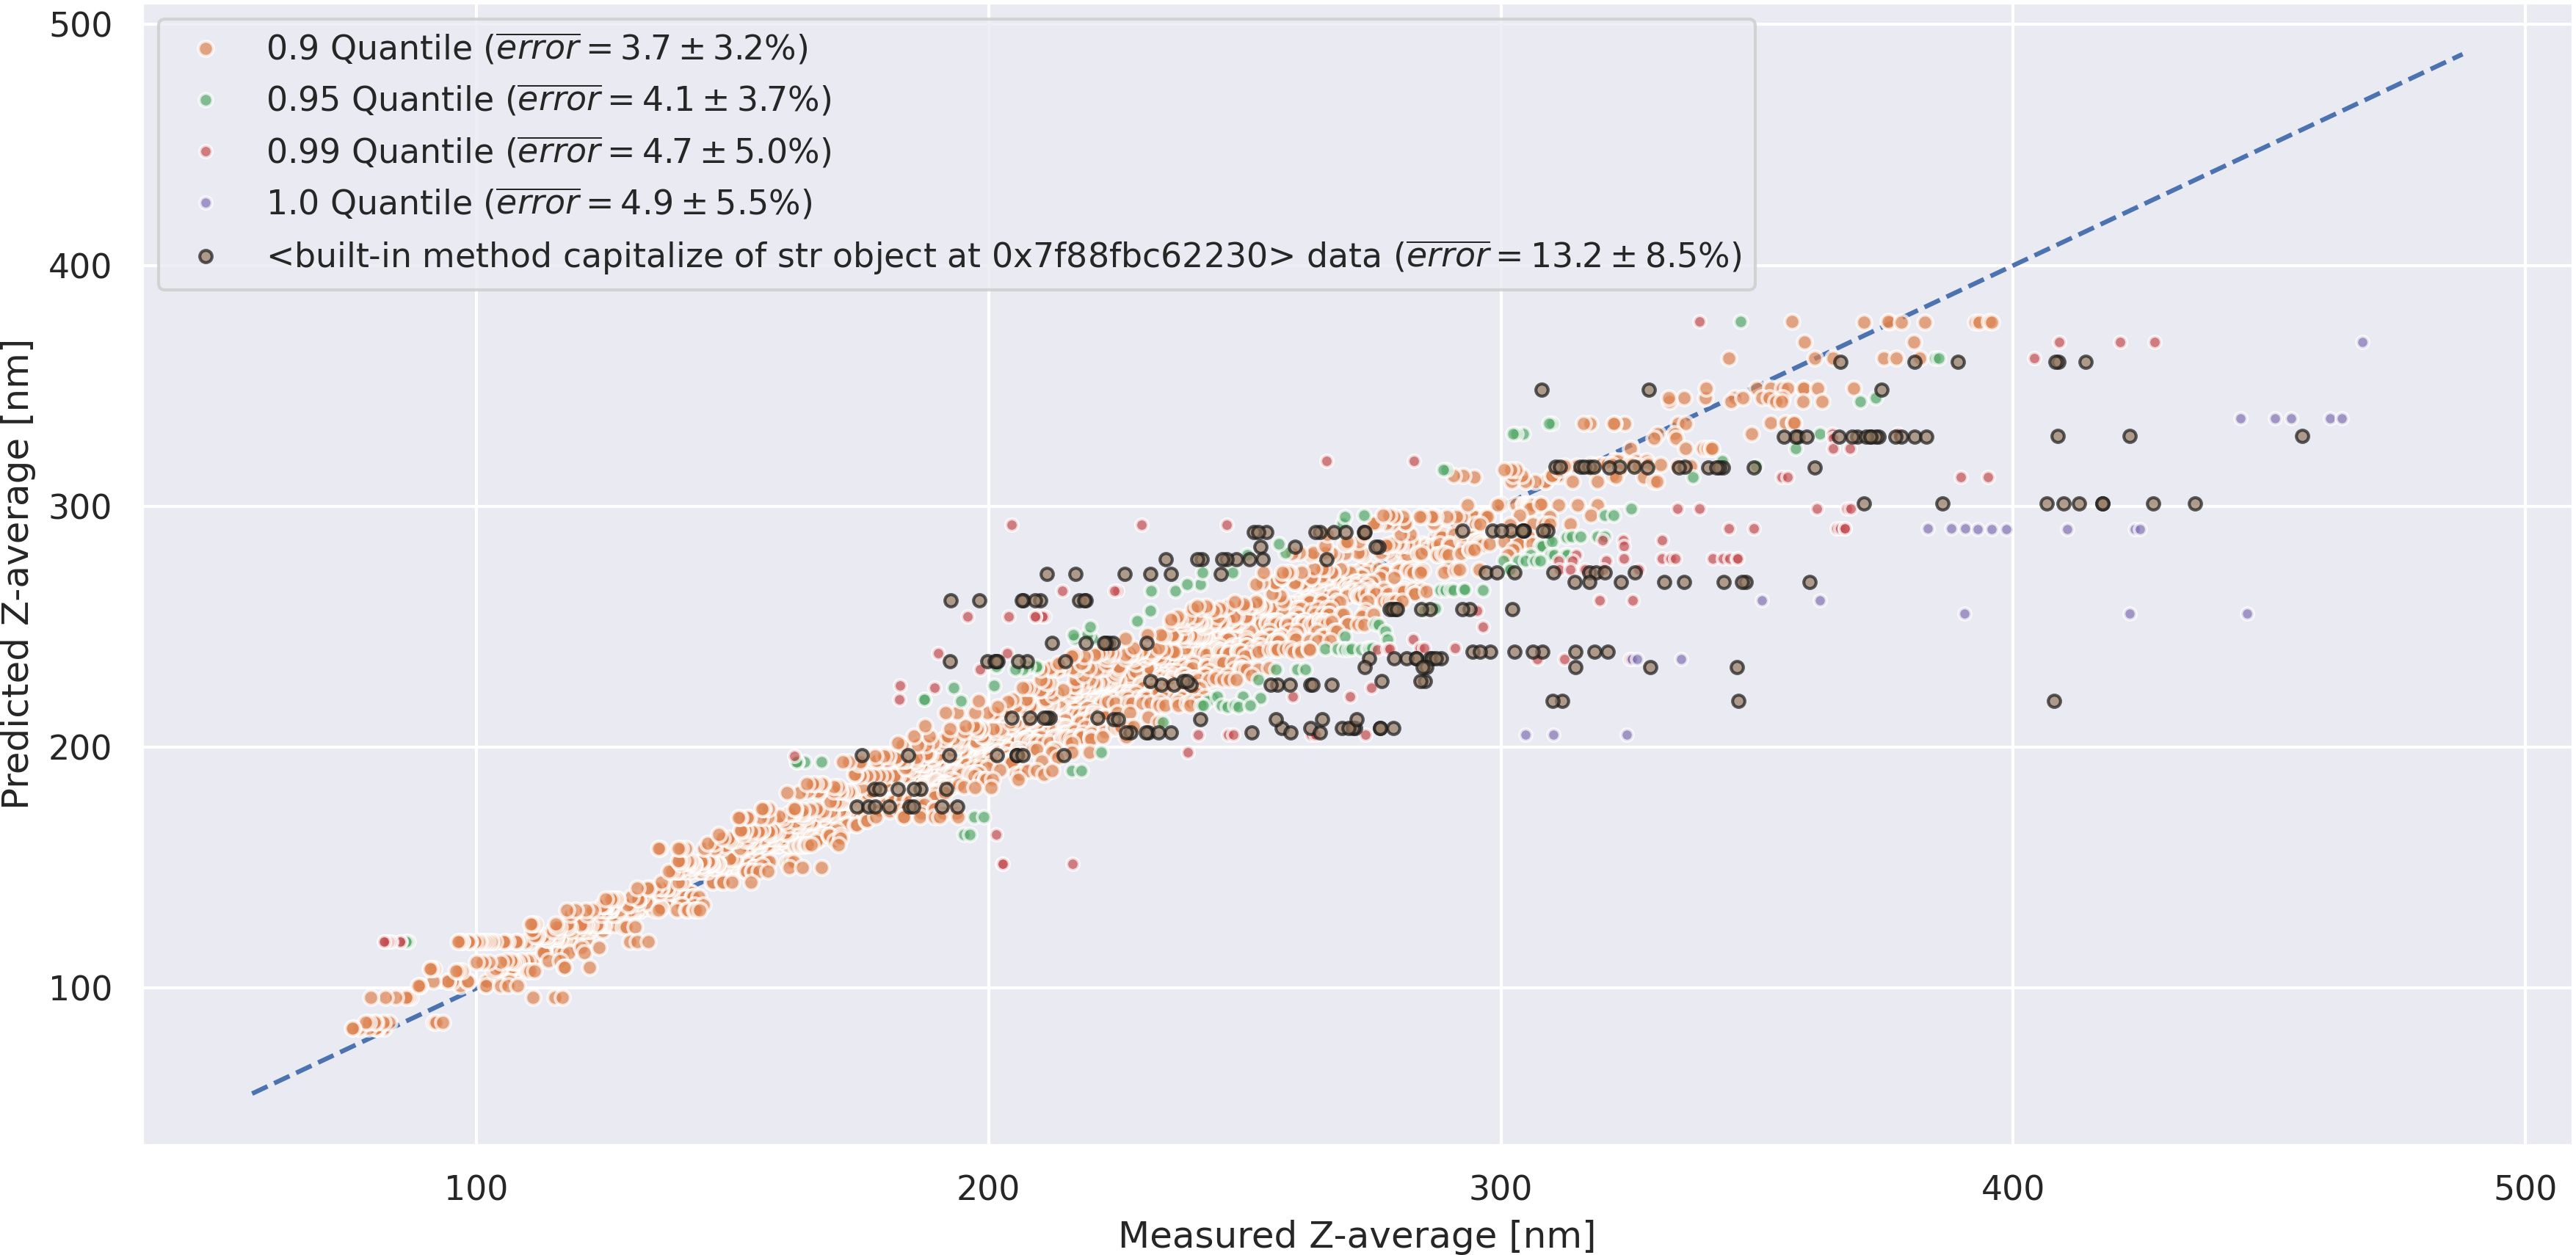 500
400
300
200
100
Predicted Z-average [nm]
0.9 Quantile (error = 3.7 ± 3.2%)
0.95 Quantile (error = 4.1 ± 3.7%)
0.99 Quantile (error = 4.7 ± 5.0%)
1.0 Quantile (error = 4.9 ± 5.5%)
<built-in method capitalize of str object at 0x7f88fbc62230> data (error = 13.2 ± 8.5%)
100 200 300 400 500
Measured Z-average [nm]